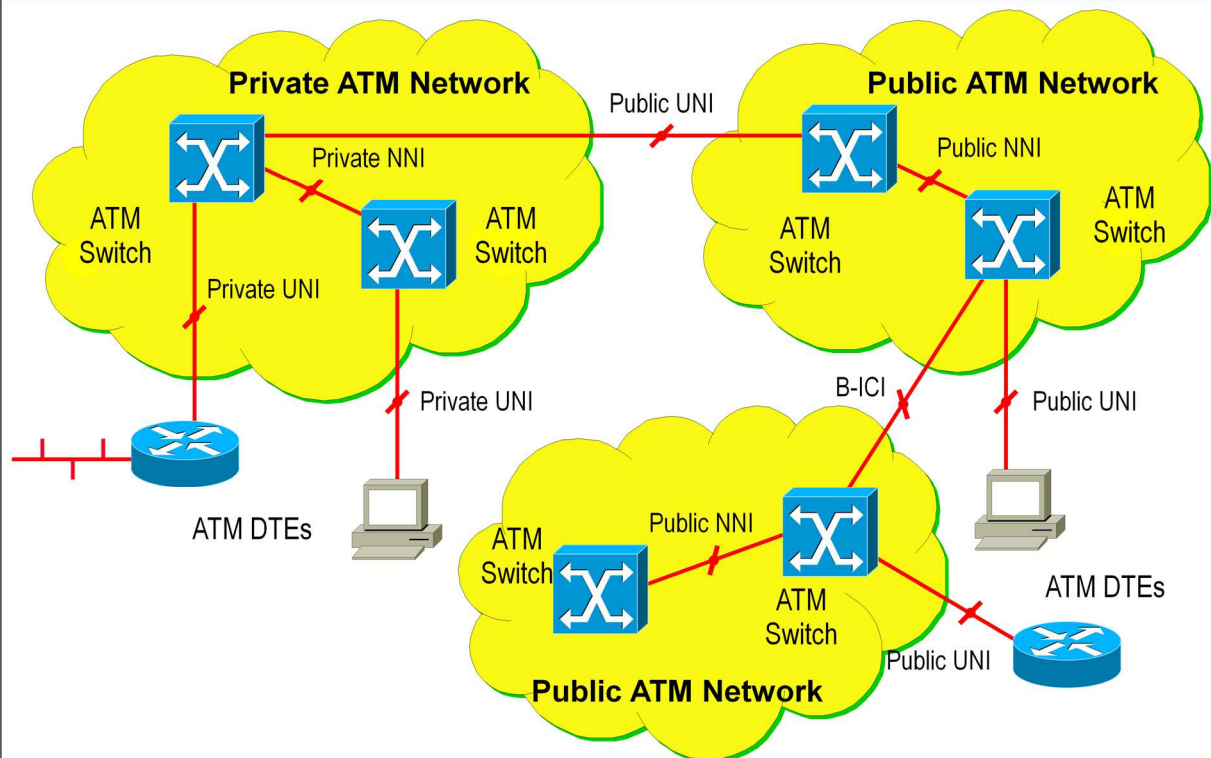 Private ATM Network
Public ATM Network
Public UNI
Private NNI
Public NNI
ATM
Switch
ATM
Switch
ATM
Switch
ATM
Switch
Private UNI
Private UNI
B-ICI
Public UNI
ATM DTEs
Public NNI
ATM
Switch
ATM
Switch
ATM DTEs
Public UNI
Public ATM Network